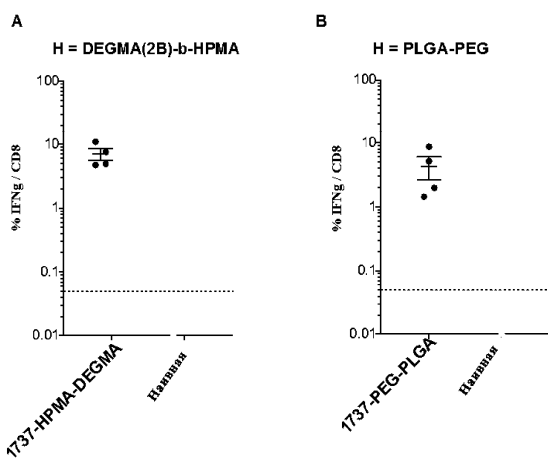 A
H = DEGMA(2B)-b-HPMA
% IFNg / CD8
100
10
1
0.1
0.01
1737-HPMA-DEGMA
Наивная
B
H = PLGA-PEG
% IFNg / CD8
100
10
1
0.1
0.01
1737-PEG-PLGA
Наивная